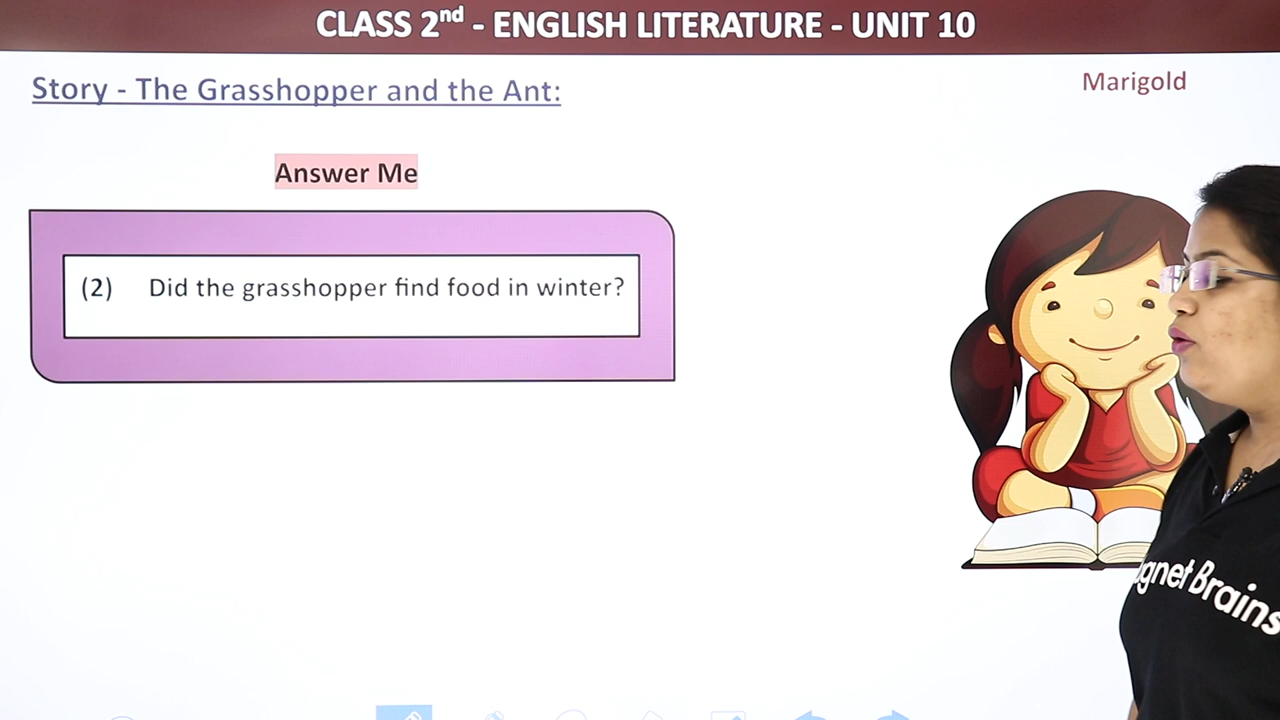 CLASS 2nd - ENGLISH LITERATURE - UNIT 10
Story - The Grasshopper and the Ant:
Marigold
Answer Me
(2) Did the grasshopper find food in winter?
gnet Brains